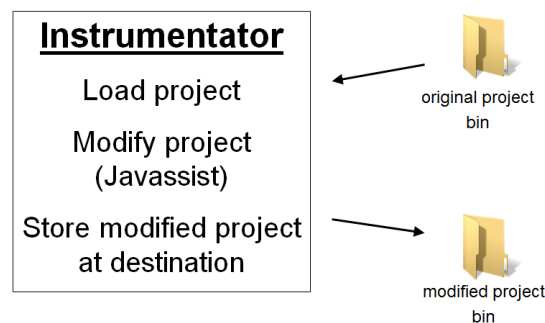 Instrumentator
Load project
Modify project
(Javassist)
Store modified project
at destination
original project
bin
modified project
bin